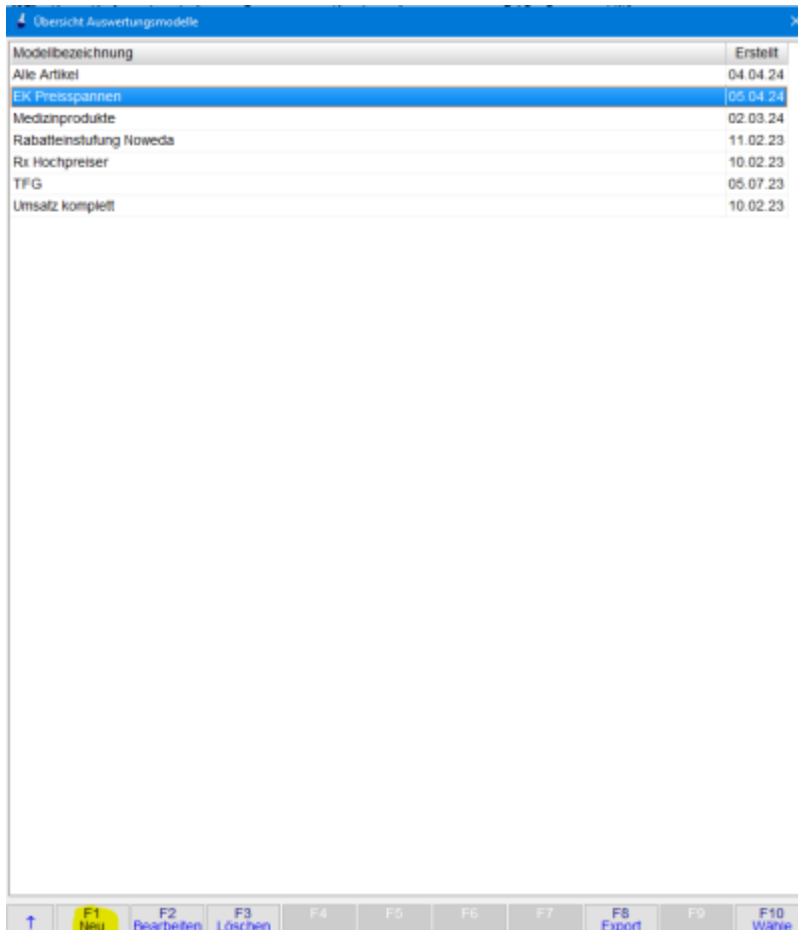 Übersicht Auswertungsmodelle
Modellbezeichnung Erstellt
Alle Artikel 04.04.24
EK Preisspannen 05.04.24
Medizinprodukte 02.03.24
Rabatteinstufung Noweda 11.02.23
Rx Hochpreiser 10.02.23
TFG 05.07.23
Umsatz komplett 10.02.23
↑ F1 F2 F3 F4 F5 F6 F7 F8 F9 F10
Neu Bearbeiten Löschen Export Wähle